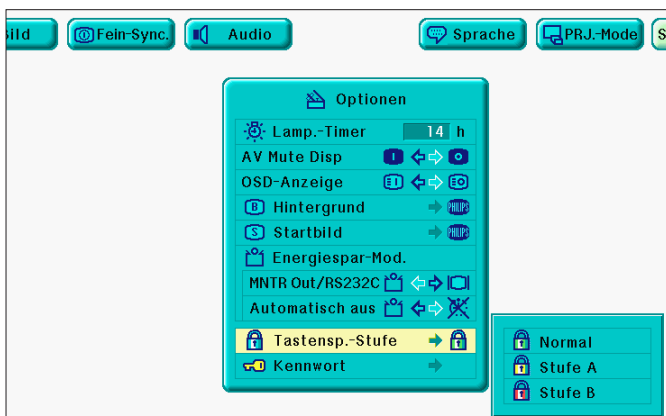 Bild
Fein-Sync.
Audio
Sprache
PRJ.-Mode
S
Optionen
Lamp.-Timer 14 h
AV Mute Disp
OSD-Anzeige
B Hintergrund PHILIPS
S Startbild PHILIPS
Energiespar-Mod.
MNTR Out/RS232C
Automatisch aus
Tastensp.-Stufe
Kennwort
Normal
Stufe A
Stufe B